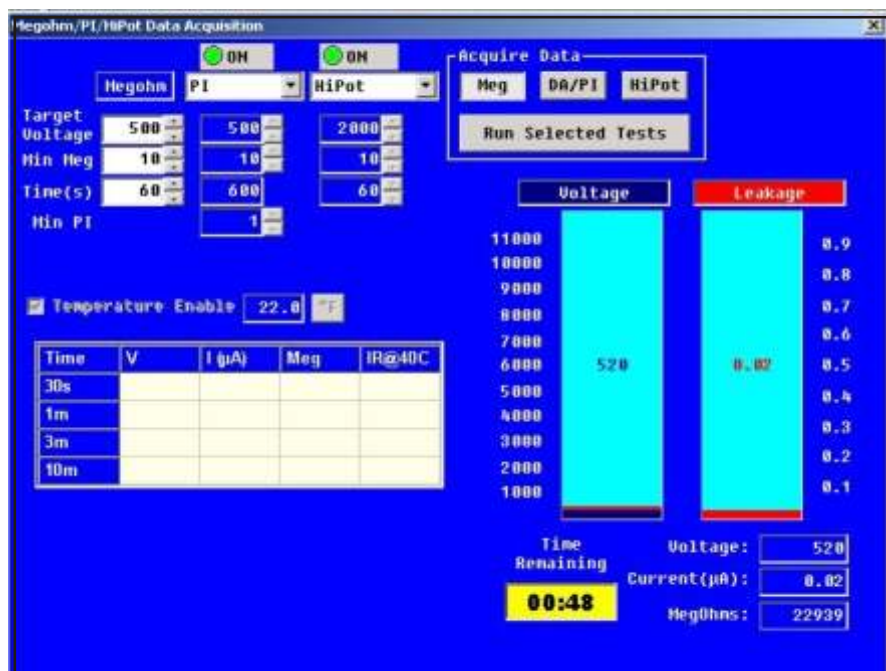 Megohm/PI/HiPot Data Acquisition
ON ON
Megohm PI HiPot
Acquire Data
Meg DA/PI HiPot
Run Selected Tests
Target Voltage 500 500 2000
Min Meg 10 10 10
Time(s) 60 600 60
Min PI 1
Temperature Enable 22.0 °F
Time V I (µA) Meg IR@40C
30s
1m
3m
10m
Voltage Leakage
11000 0.9
10000 0.8
9000 0.7
8000 0.6
7000
6000 520 0.02 0.5
5000 0.4
4000 0.3
3000 0.2
2000 0.1
1000
Time Remaining
00:48
Voltage: 520
Current(µA): 0.02
MegOhms: 22939